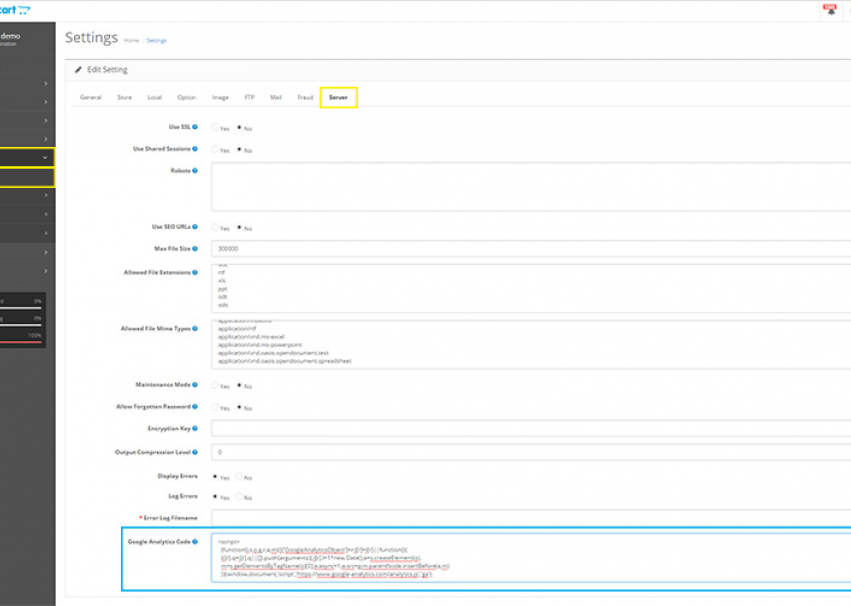 cart
demo
Settings Home Settings
Edit Setting
General Store Local Option Image FTP Mail Fraud Server
Use SSL Yes No
Use Shared Sessions Yes No
Robots
Use SEO URLs Yes No
Max File Size 300000
Allowed File Extensions
rtf
xls
ppt
odt
ods
Allowed File Mime Types
application/rtf
application/vnd.ms-excel
application/vnd.ms-powerpoint
application/vnd.oasis.opendocument.text
application/vnd.oasis.opendocument.spreadsheet
Maintenance Mode Yes No
Allow Forgotten Password Yes No
Encryption Key
Output Compression Level 0
Display Errors Yes No
Log Errors Yes No
* Error Log Filename
Google Analytics Code <script>
(function(i,s,o,g,r,a,m){i['GoogleAnalyticsObject']=r;i[r]=i[r]||function(){
(i[r].q=i[r].q||[]).push(arguments)},i[r].l=1*new Date();a=s.createElement(o),
m=s.getElementsByTagName(o)[0];a.async=1;a.src=g;m.parentNode.insertBefore(a,m)
})(window,document,'script','https://www.google-analytics.com/analytics.js','ga');
0%
0%
100%